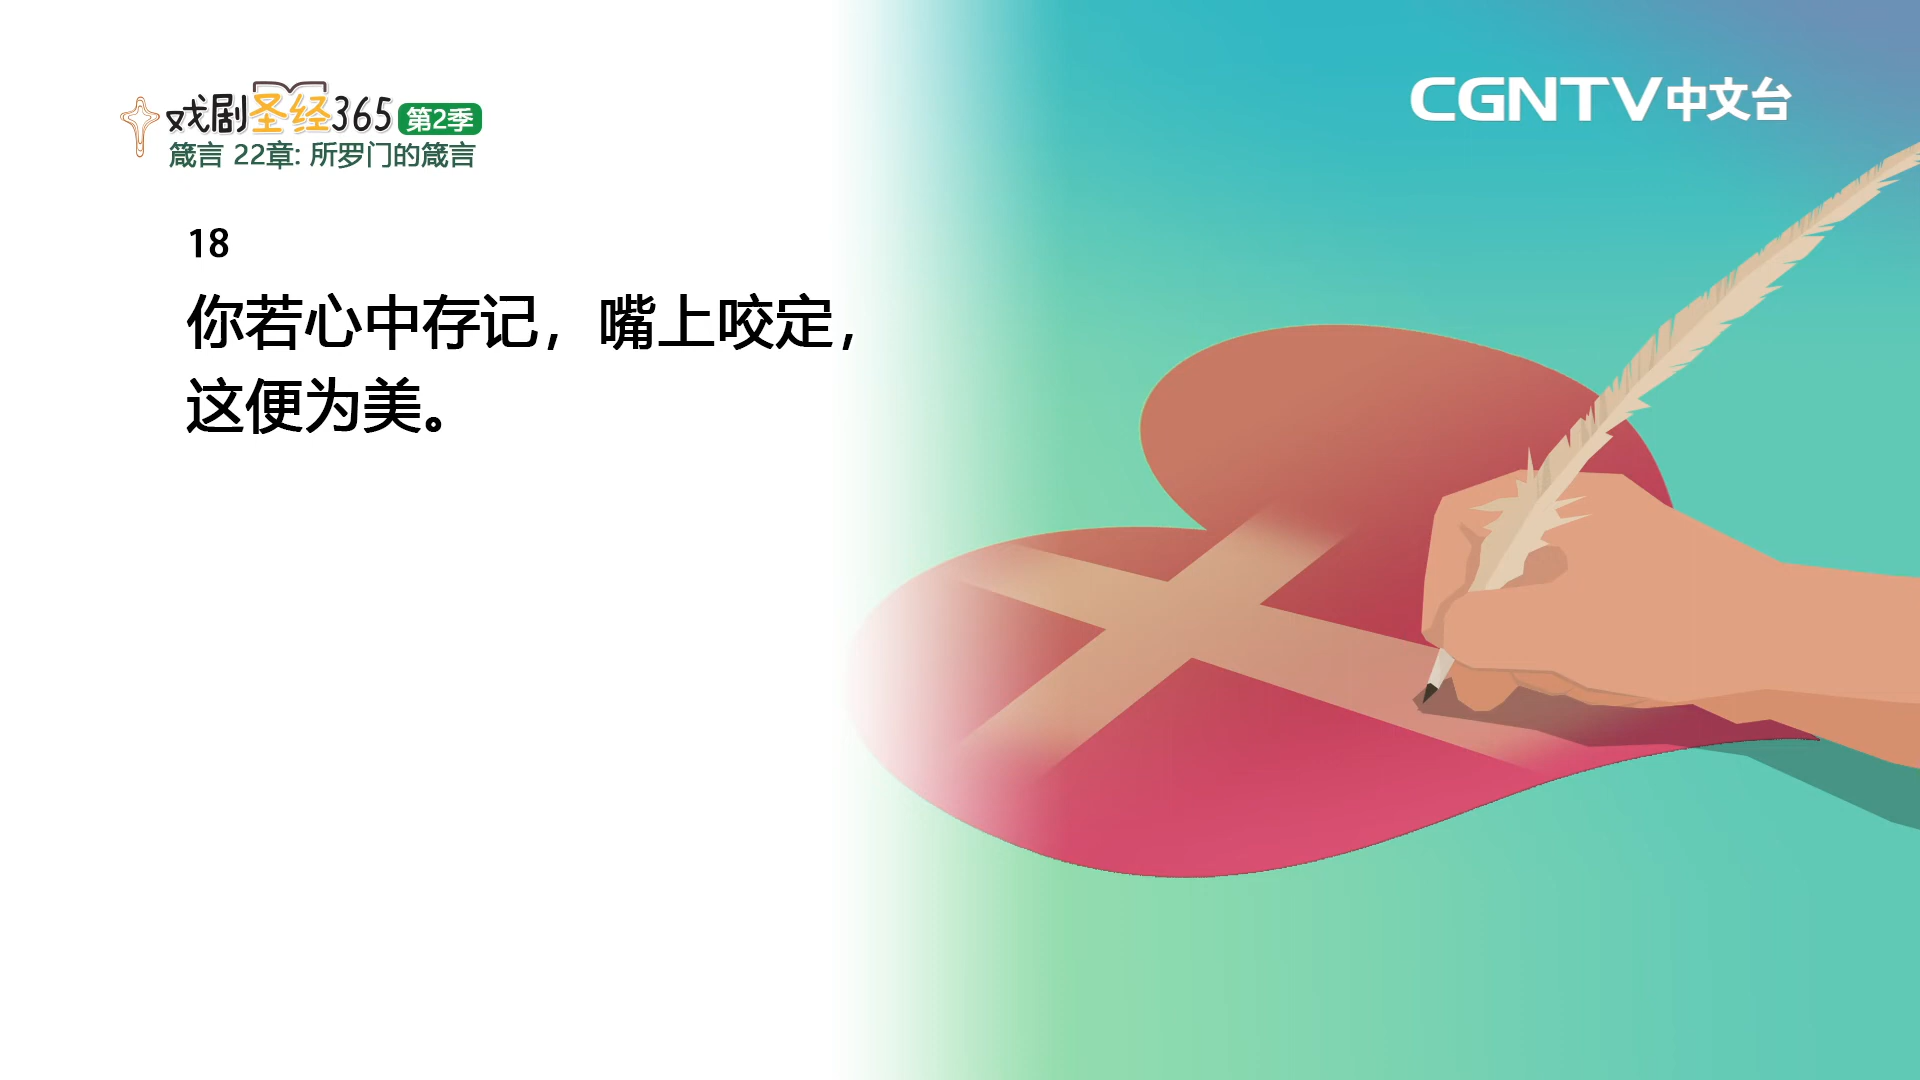 戏剧圣经365 第2季
箴言 22章: 所罗门的箴言
CGNTV中文台
18
你若心中存记，嘴上咬定，
这便为美。